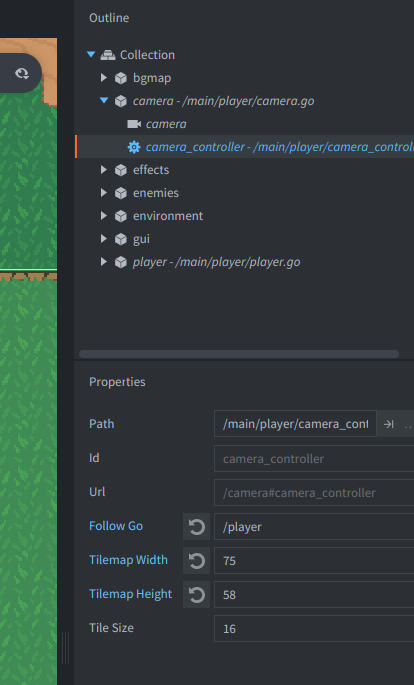 Outline
Collection
bgmap
camera - /main/player/camera.go
camera
camera_controller - /main/player/camera_control
effects
enemies
environment
gui
player - /main/player/player.go
Properties
Path /main/player/camera_cont ...
Id camera_controller
Url /camera#camera_controller
Follow Go /player
Tilemap Width 75
Tilemap Height 58
Tile Size 16